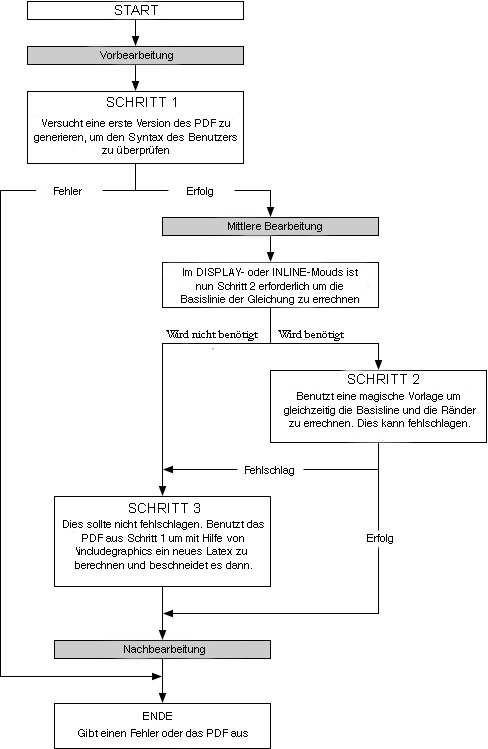 START
Vorbearbeitung
SCHRITT 1
Versucht eine erste Version des PDF zu
generieren, um den Syntax des Benutzers
zu überprüfen
Fehler
Erfolg
Mittlere Bearbeitung
Im DISPLAY- oder INLINE-Mouds ist
nun Schritt 2 erforderlich um die
Basislinie der Gleichung zu errechnen
Wird nicht benötigt
Wird benötigt
SCHRITT 2
Benutzt eine magische Vorlage um
gleichzeitig die Basisline und die Ränder
zu errechnen. Dies kann fehlschlagen.
Fehlschlag
SCHRITT 3
Dies sollte nicht fehlschlagen. Benutzt das
PDF aus Schritt 1 um mit Hilfe von
\includegraphics ein neues Latex zu
berechnen und beschneidet es dann.
Erfolg
Nachbearbeitung
ENDE
Gibt einen Fehler oder das PDF aus